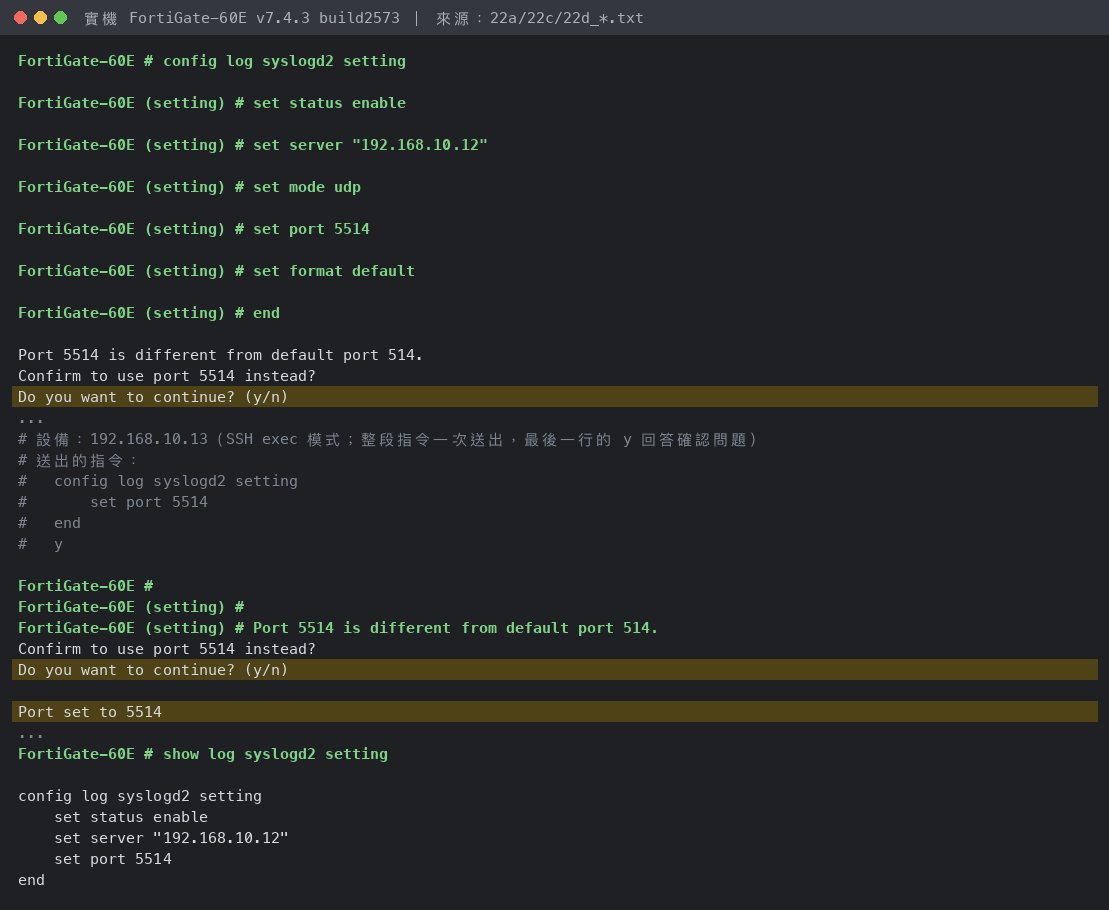 實機 FortiGate-60E v7.4.3 build2573 | 來源：22a/22c/22d_*.txt
FortiGate-60E # config log syslogd2 setting
FortiGate-60E (setting) # set status enable
FortiGate-60E (setting) # set server "192.168.10.12"
FortiGate-60E (setting) # set mode udp
FortiGate-60E (setting) # set port 5514
FortiGate-60E (setting) # set format default
FortiGate-60E (setting) # end
Port 5514 is different from default port 514.
Confirm to use port 5514 instead?
Do you want to continue? (y/n)
...
# 設備：192.168.10.13（SSH exec 模式；整段指令一次送出，最後一行的 y 回答確認問題）
# 送出的指令：
#   config log syslogd2 setting
#       set port 5514
#   end
#   y
FortiGate-60E #
FortiGate-60E (setting) #
FortiGate-60E (setting) # Port 5514 is different from default port 514.
Confirm to use port 5514 instead?
Do you want to continue? (y/n)
Port set to 5514
...
FortiGate-60E # show log syslogd2 setting
config log syslogd2 setting
    set status enable
    set server "192.168.10.12"
    set port 5514
end